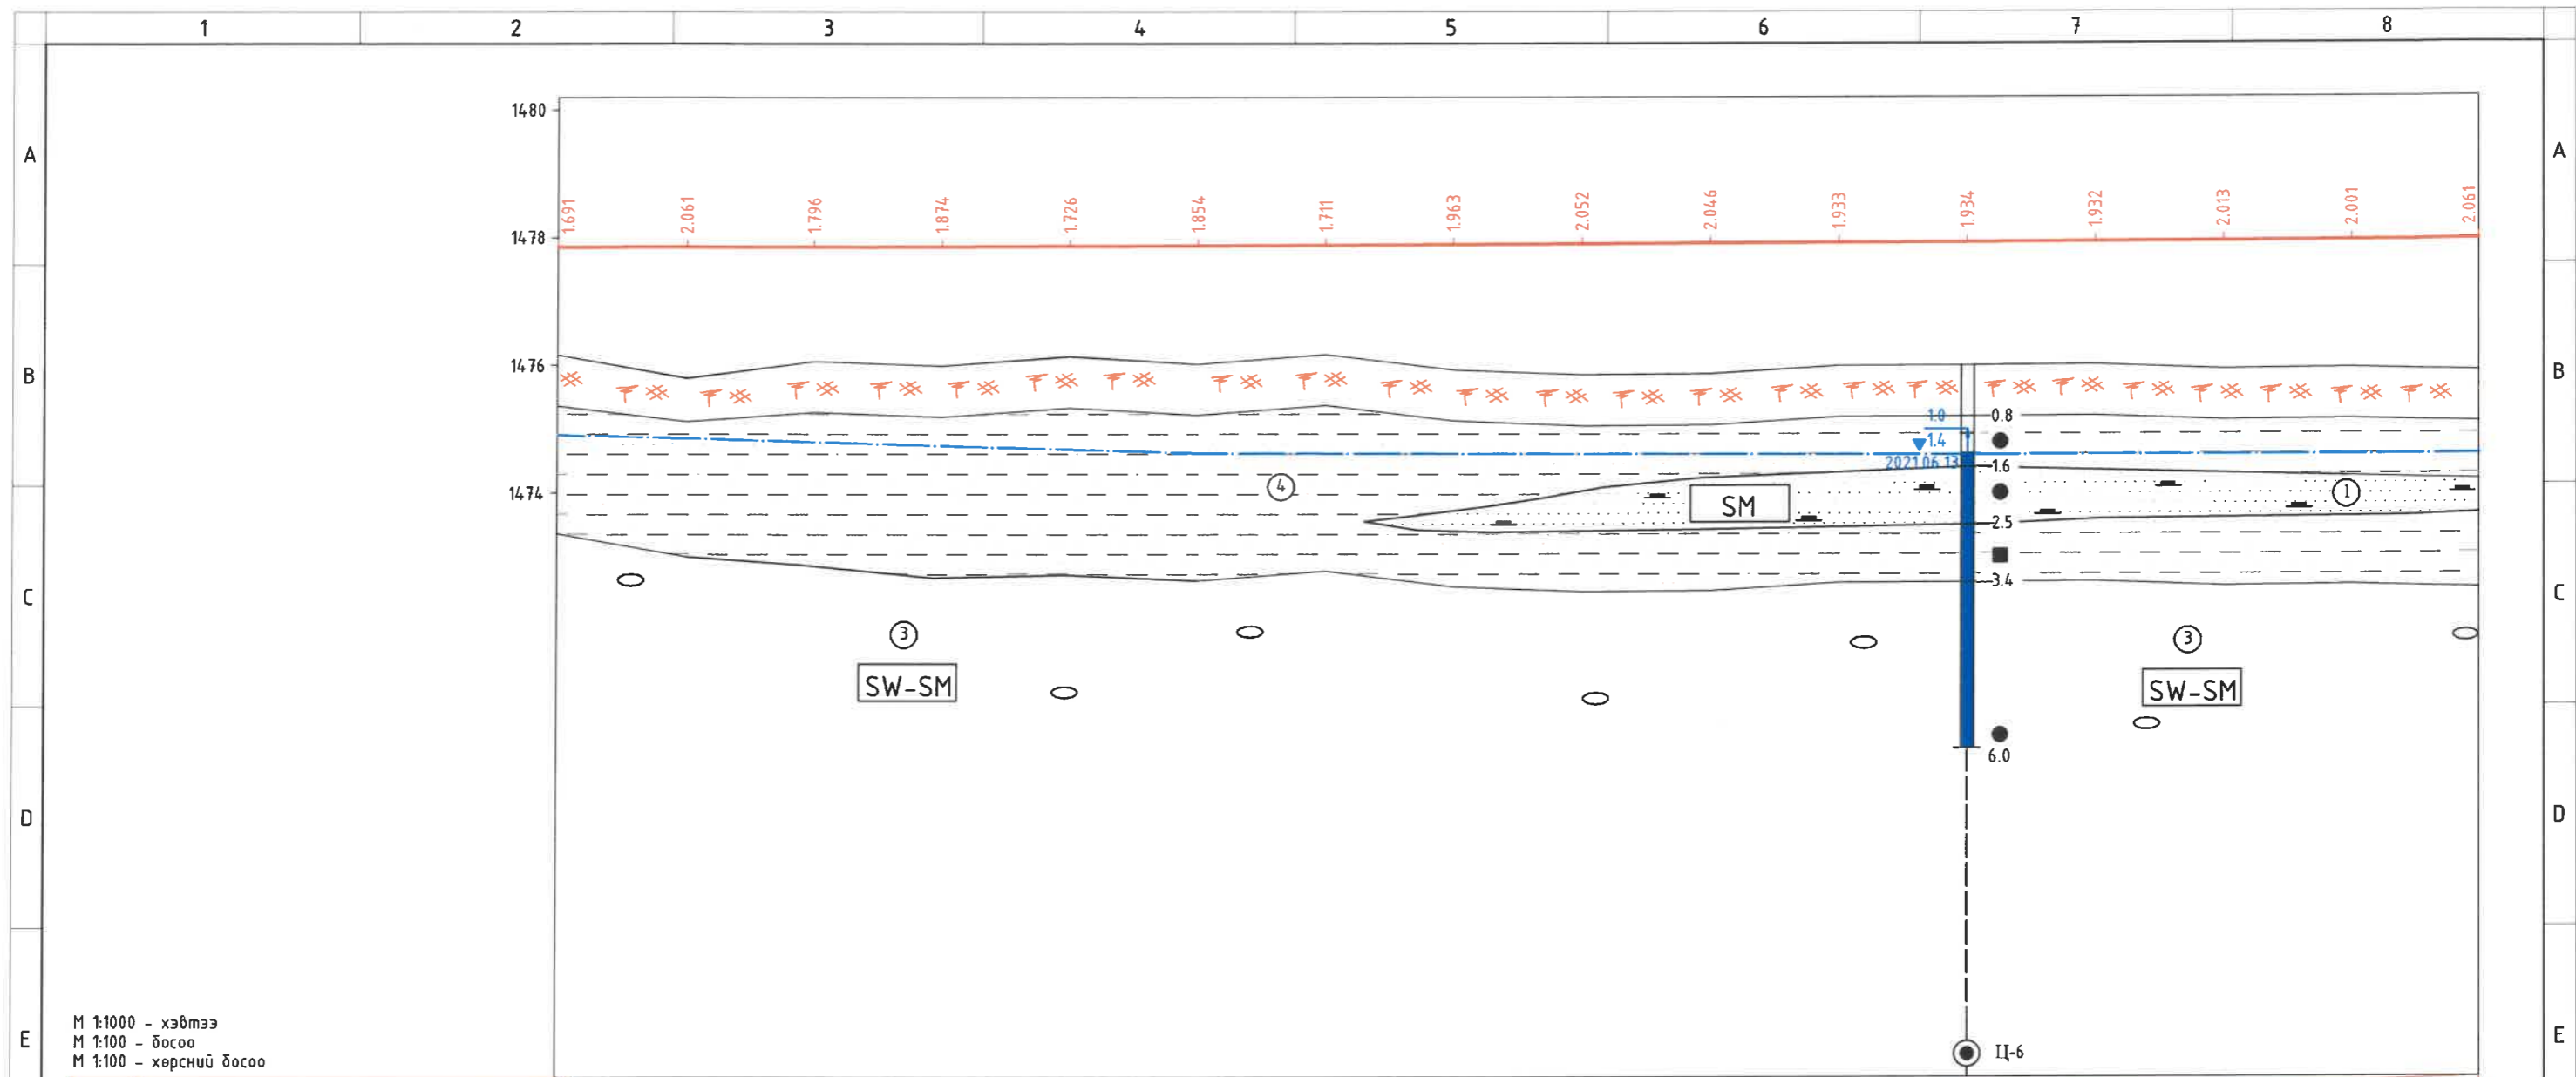 1 2 3 4 5 6 7 8
1480
A A
1.691 2.061 1.796 1.874 1.726 1.854 1.711 1.963 2.052 2.046 1.933 1.934 1.932 2.013 2.001 2.061
1478
1476
B B
1.0 0.8
1.4
2021.06.13 1.6
4
1474
SM
1
2.5
3.4
C C
3 3
SW-SM SW-SM
6.0
D D
М 1:1000 - хэвтээ
М 1:100 - босоо
М 1:100 - хөрсний босоо
E E
Ц-6